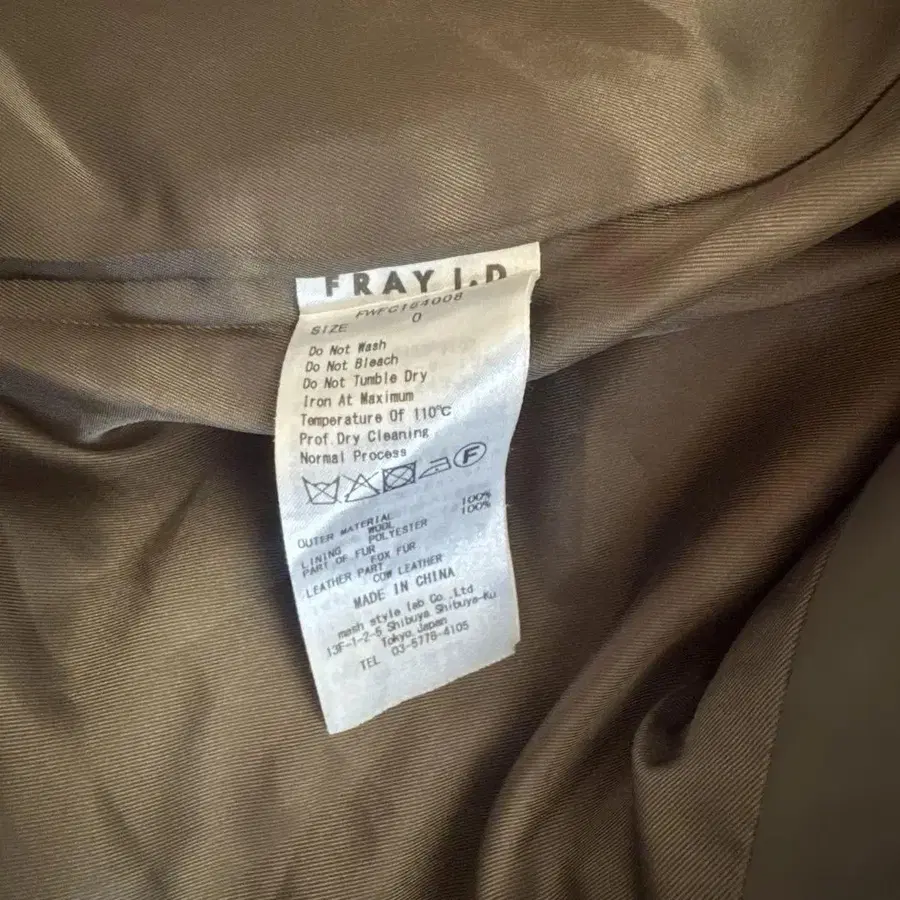 FRAY I.D
FWFC164008
SIZE 0
Do Not Wash
Do Not Bleach
Do Not Tumble Dry
Iron At Maximum
Temperature Of 110℃
Prof.Dry Cleaning
Normal Process
F
OUTER MATERIAL
WOOL 100%
LINING POLYESTER 100%
PART OF FUR
FOX FUR
LEATHER PART
COW LEATHER
MADE IN CHINA
mash style lab Co.,Ltd
13F-1-2-5 Shibuya Shibuya-Ku
Tokyo Japan
TEL 03-5778-4105